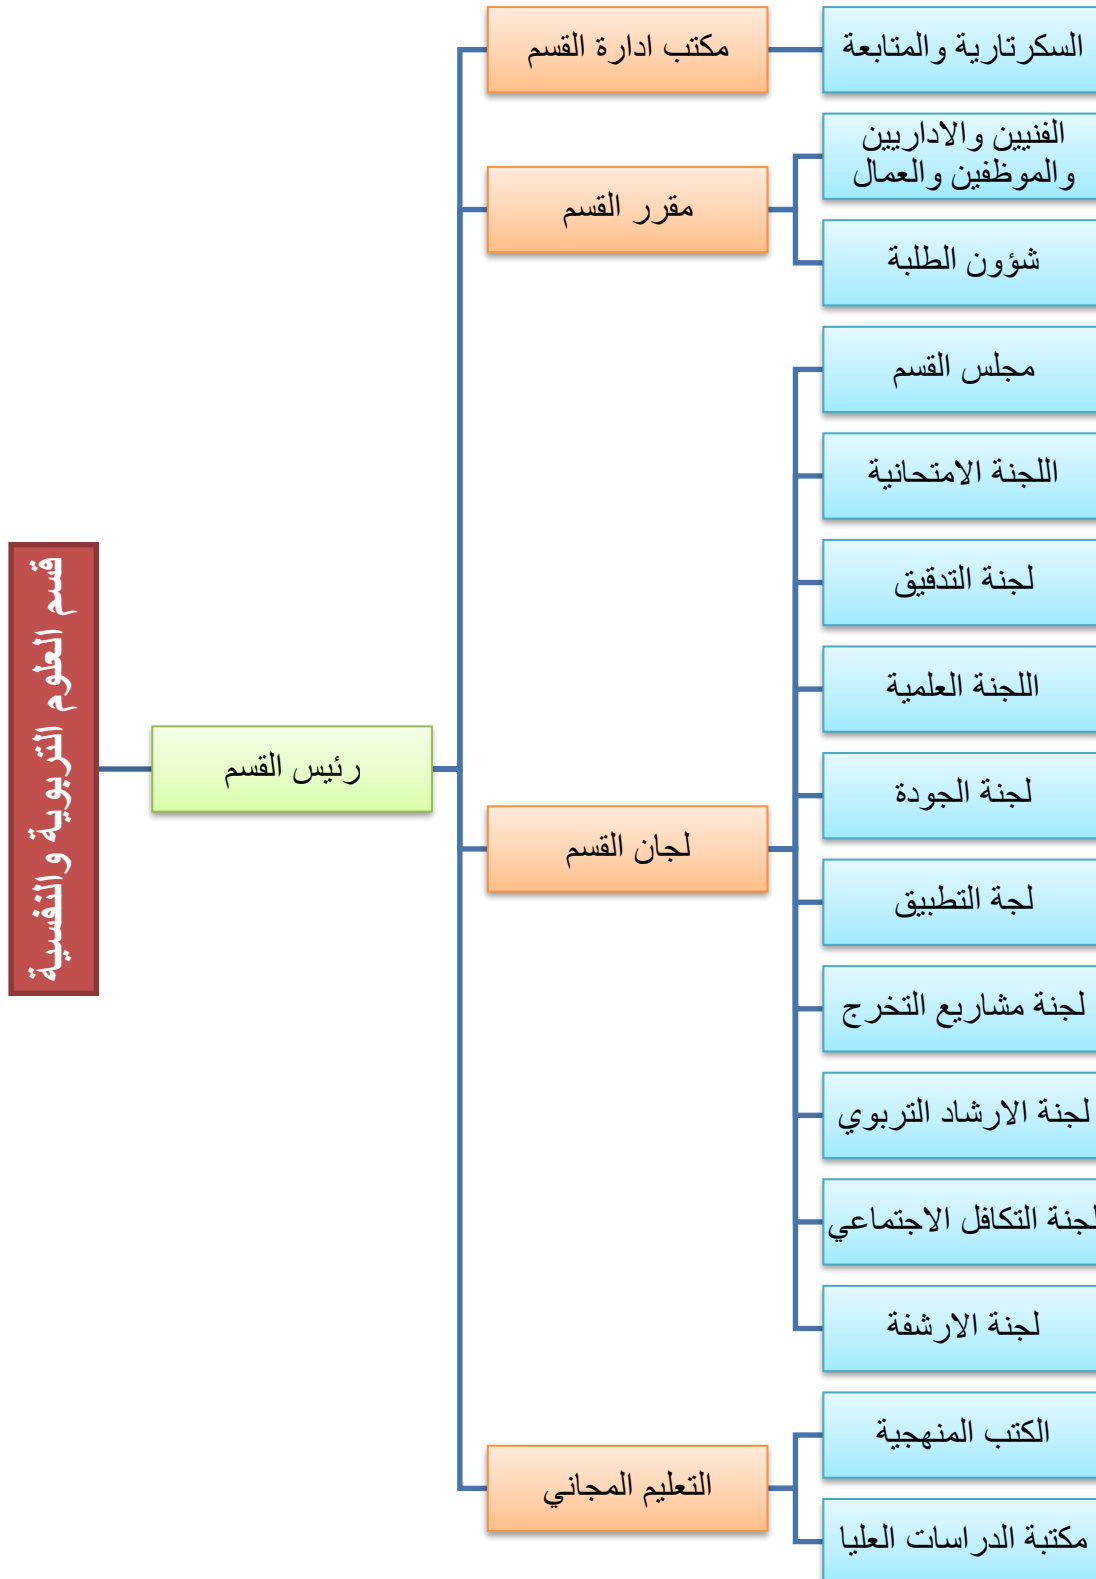 قسم العلوم التربوية والنفسية
رئيس القسم
مكتب ادارة القسم
السكرتارية والمتابعة
مقرر القسم
الفنيين والاداريين
والموظفين والعمال
شؤون الطلبة
لجان القسم
مجلس القسم
اللجنة الامتحانية
لجنة التدقيق
اللجنة العلمية
لجنة الجودة
لجة التطبيق
لجنة مشاريع التخرج
لجنة الارشاد التربوي
لجنة التكافل الاجتماعي
لجنة الارشفة
التعليم المجاني
الكتب المنهجية
مكتبة الدراسات العليا